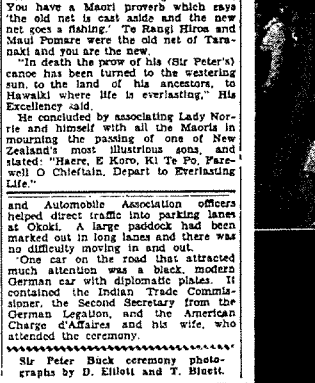 You have a Maori proverb which says
'the old net is cast aside and the new
net goes a fishing.' Te Rangi Hiroa and
Maui Pomare were the old net of Tara-
naki and you are the new.
"In death the prow of his (Sir Peter's)
canoe has been turned to the westering
sun, to the land of his ancestors, to
Hawaiki where life is everlasting," His
Excellency said.
He concluded by associating Lady Nor-
rie and himself with all the Maoris in
mourning the passing of one of New
Zealand's most illustrious sons, and
stated: "Haere, E Koro, Ki Te Po, Fare-
well O Chieftain. Depart to Everlasting
Life."
and Automobile Association officers
helped direct traffic into parking lanes
at Okoki. A large paddock had been
marked out in long lanes and there was
no difficulty moving in and out.
One car on the road that attracted
much attention was a black, modern
German car with diplomatic plates. It
contained the Indian Trade Commis-
sioner, the Second Secretary from the
German Legation, and the American
Charge d'Affaires and his wife, who
attended the ceremony.
Sir Peter Buck ceremony photo-
graphs by D. Elliott and T. Bluett.